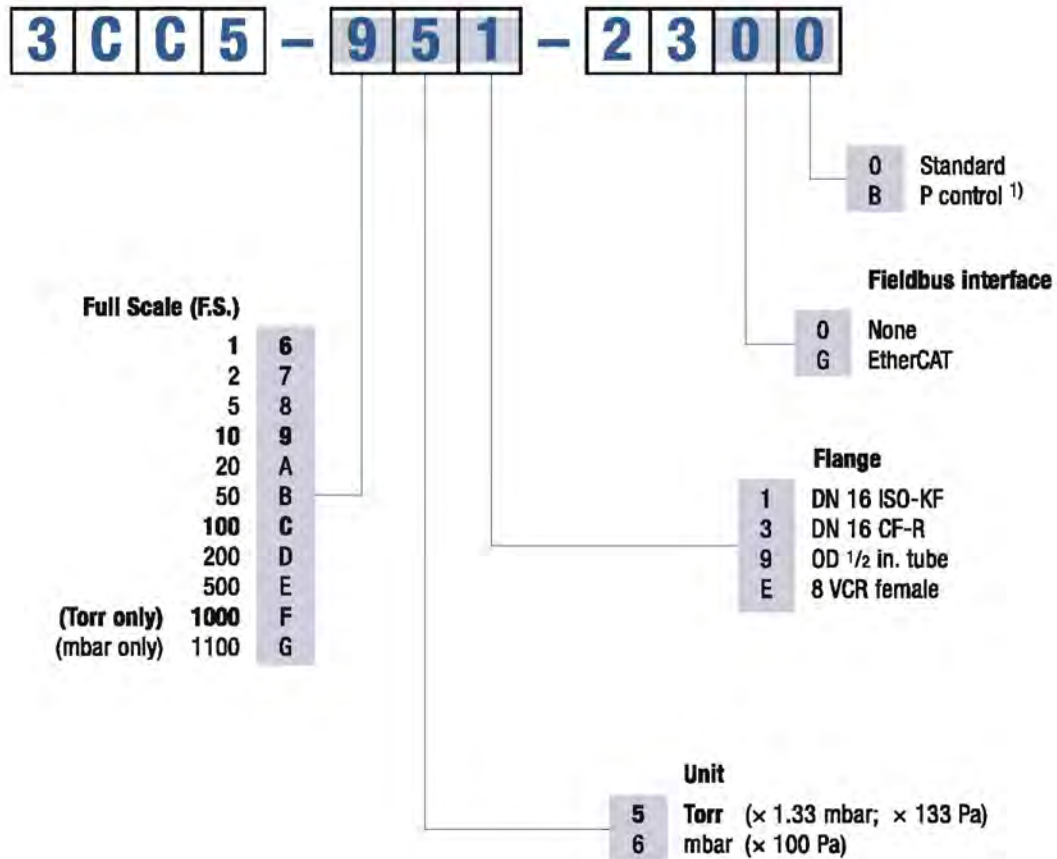 3CC5-951-2300
0 Standard
B P control 1)
Fieldbus interface
0 None
G EtherCAT
Full Scale (F.S.)
1 6
2 7
5 8
10 9
20 A
50 B
100 C
200 D
500 E
(Torr only) 1000 F
(mbar only) 1100 G
Flange
1 DN 16 ISO-KF
3 DN 16 CF-R
9 OD 1/2 in. tube
E 8 VCR female
Unit
5 Torr (× 1.33 mbar; × 133 Pa)
6 mbar (× 100 Pa)